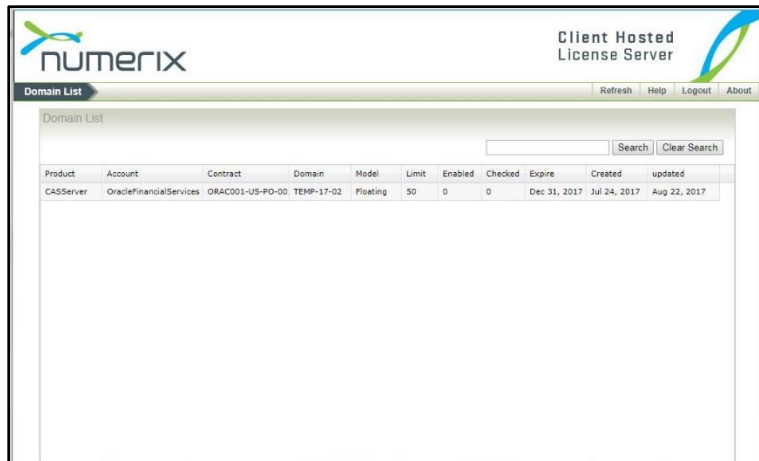 numerix
Client Hosted
License Server
Domain List
Refresh Help Logout About
Domain List
Search Clear Search
Product Account Contract Domain Model Limit Enabled Checked Expire Created updated
CASServer OracleFinancialServices ORAC001-US-PO-00 TEMP-17-02 Floating 50 0 0 Dec 31, 2017 Jul 24, 2017 Aug 22, 2017